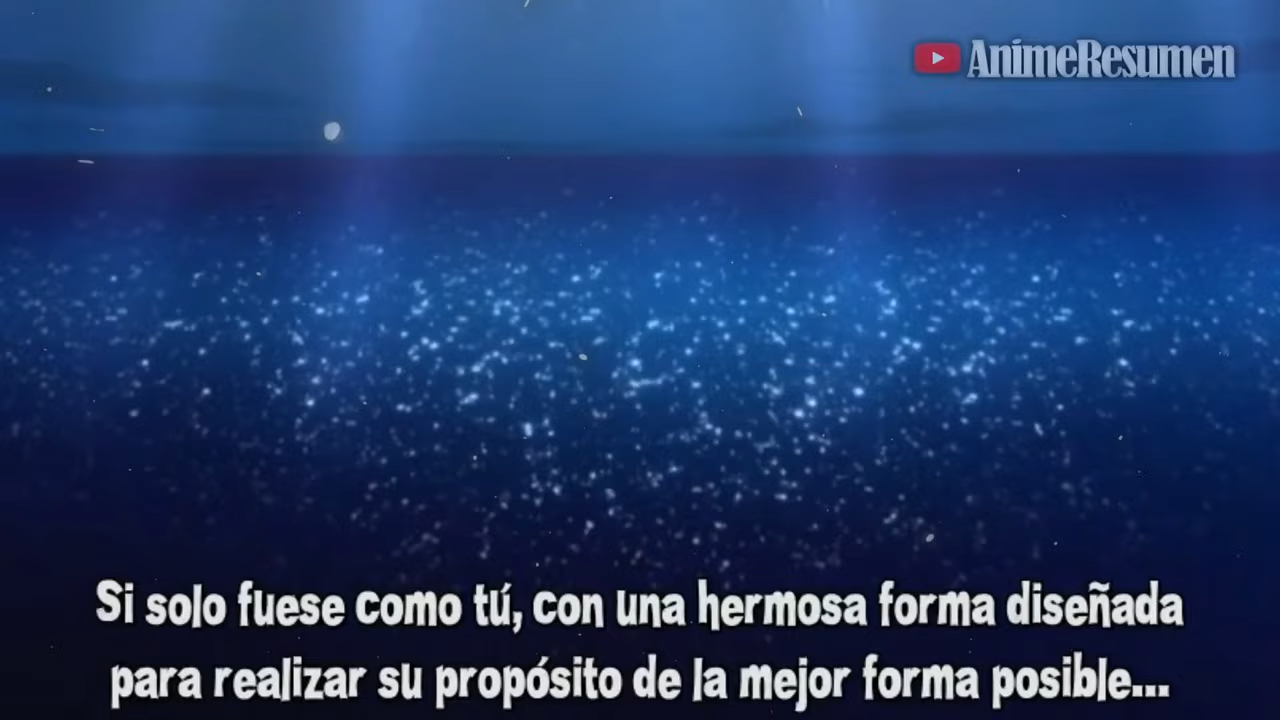 AnimeResumen
Si solo fuese como tú, con una hermosa forma diseñada
para realizar su propósito de la mejor forma posible...